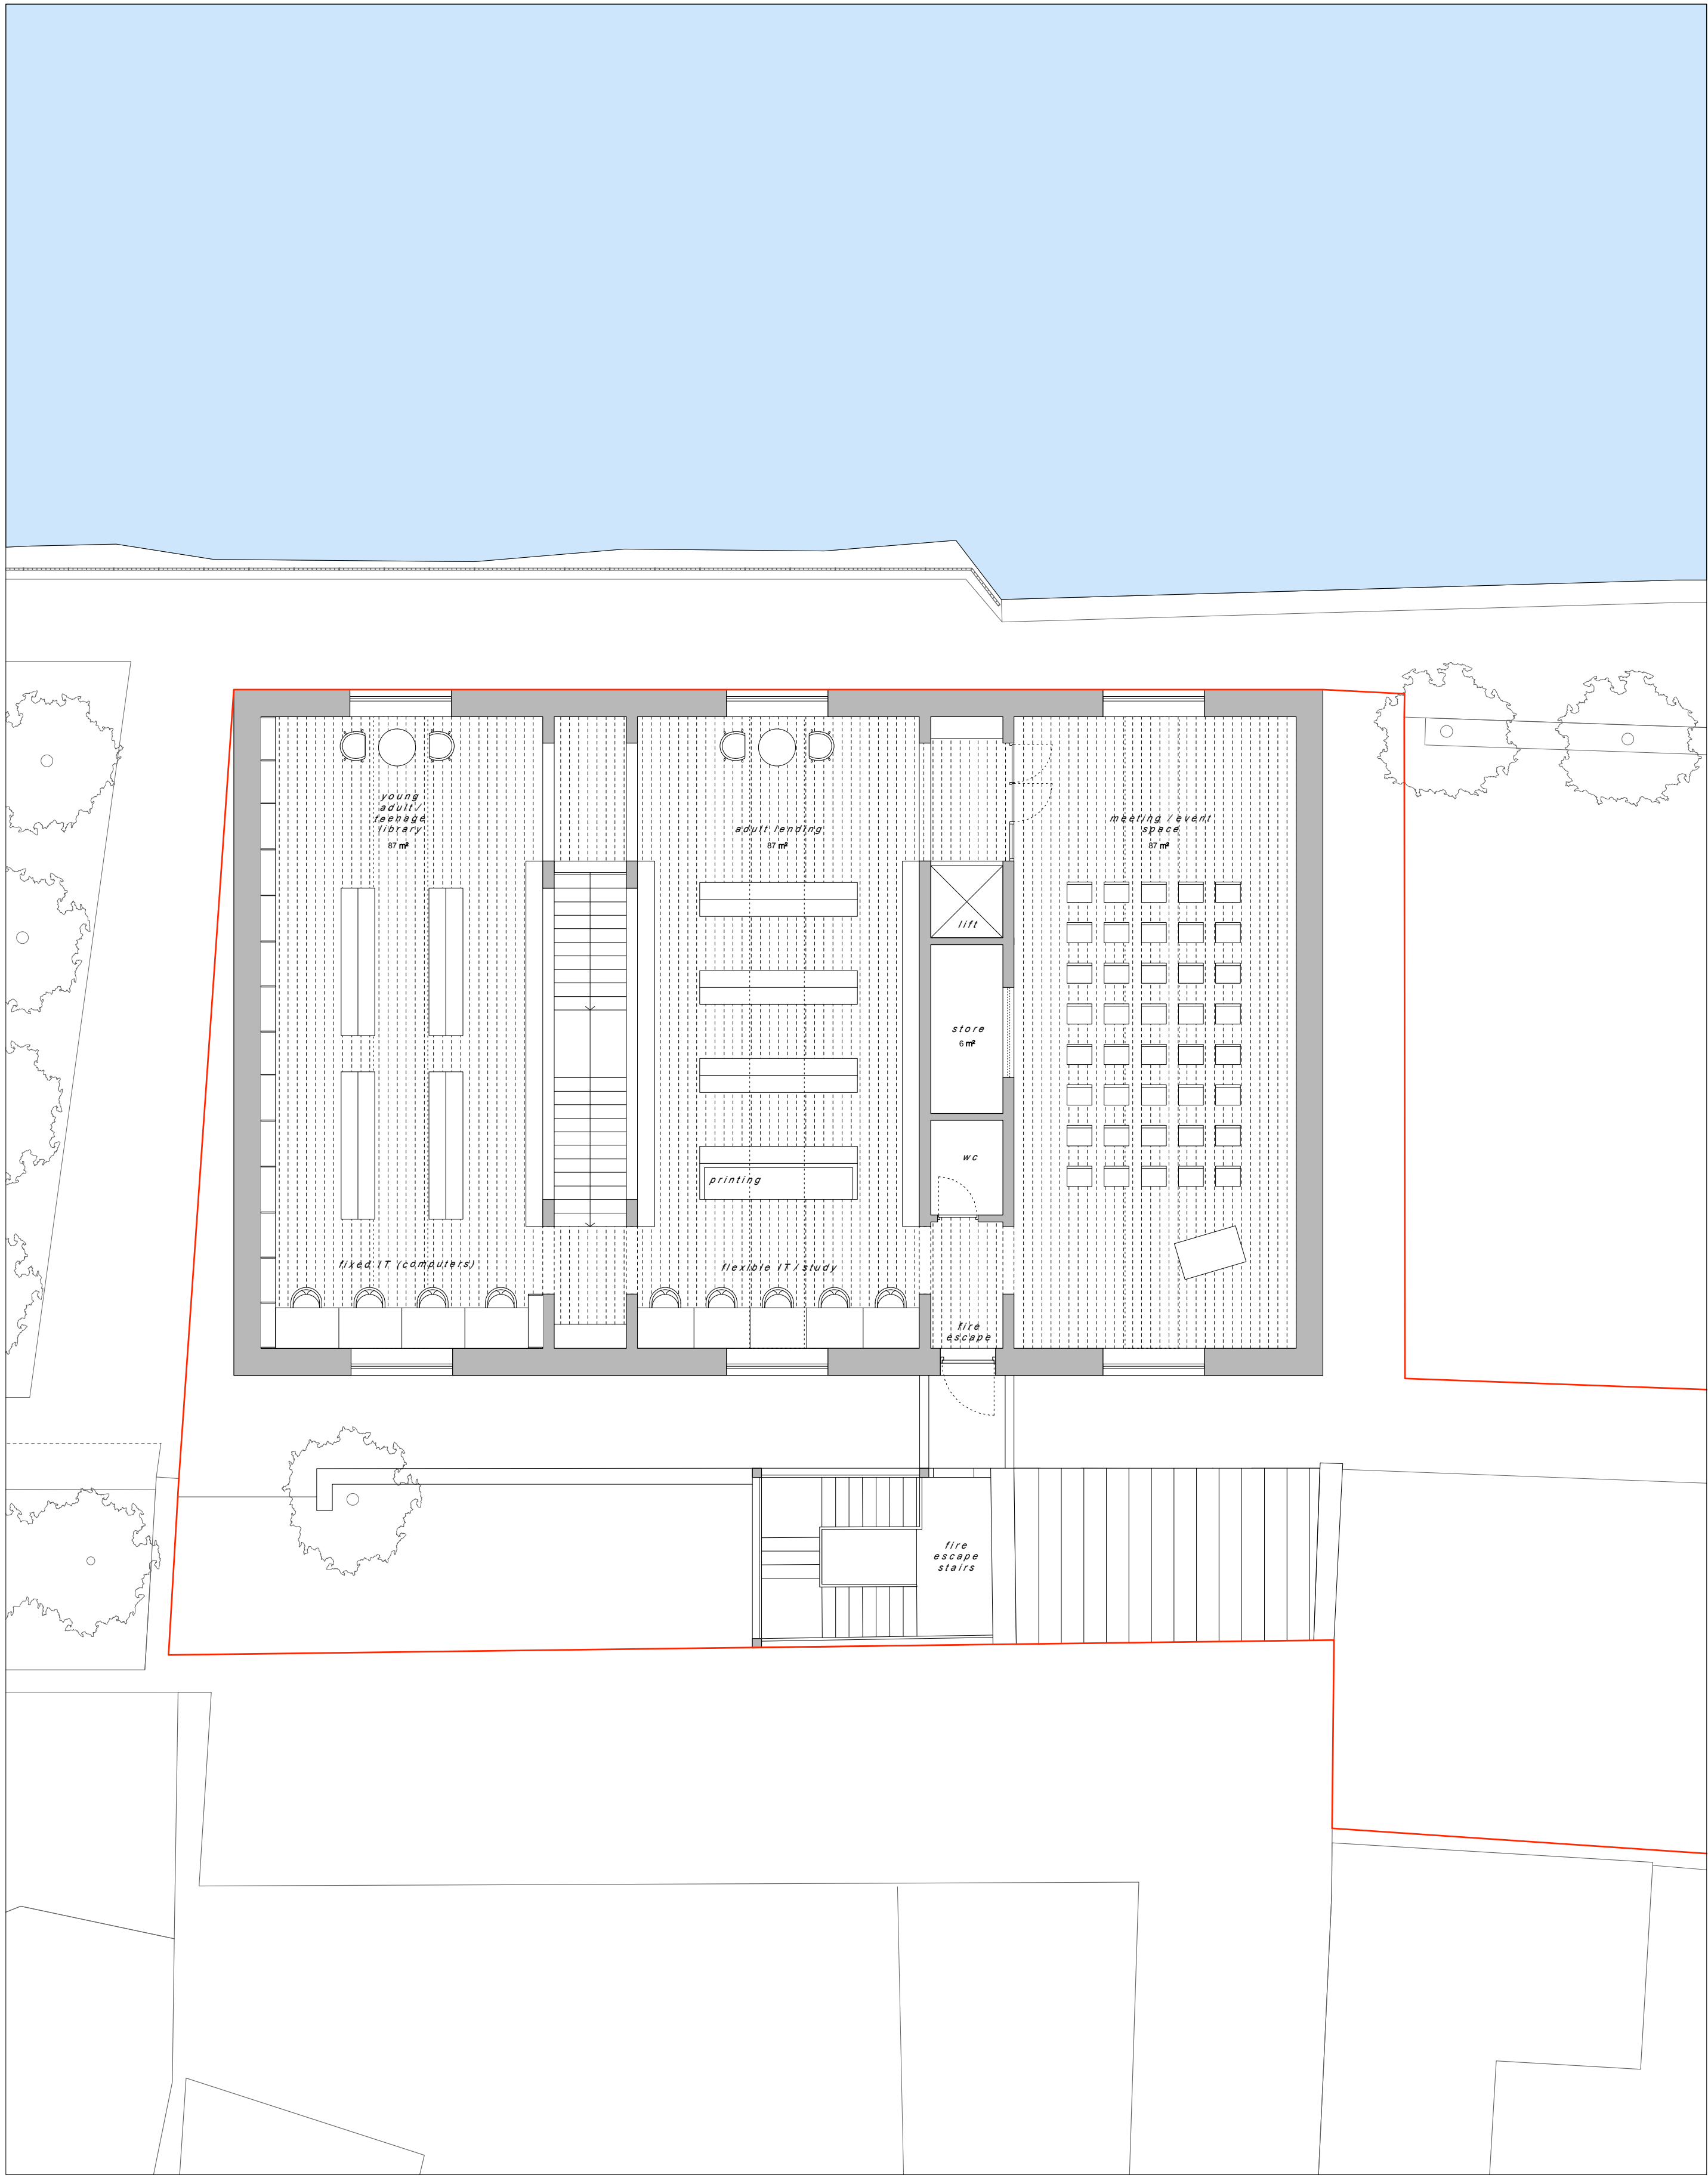 young
adult /
teenage
library
87 m²
adult lending
87 m²
meeting / event
space
87 m²
lift
store
6 m²
wc
printing
fixed IT (computers)
flexible IT / study
fire
escape
fire
escape
stairs